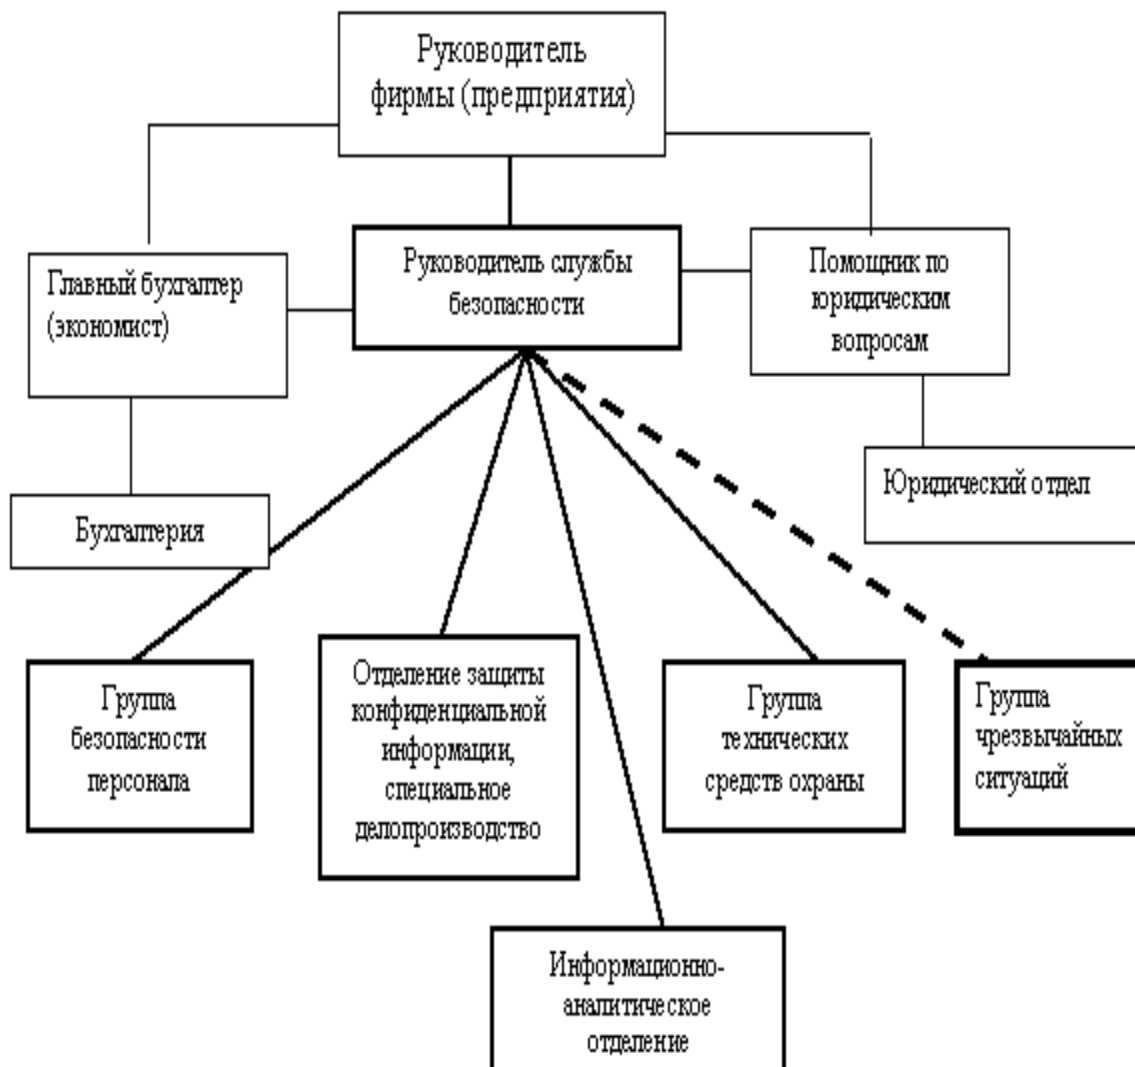 Руководитель
фирмы (предприятия)
Главный бухгалтер
(экономист)
Руководитель службы
безопасности
Помощник по
юридическим
вопросам
Бухгалтерия
Юридический отдел
Группа
безопасности
персонала
Отделение защиты
конфиденциальной
информации,
специальное
делопроизводство
Группа
технических
средств охраны
Группа
чрезвычайных
ситуаций
Информационно-
аналитическое
отделение